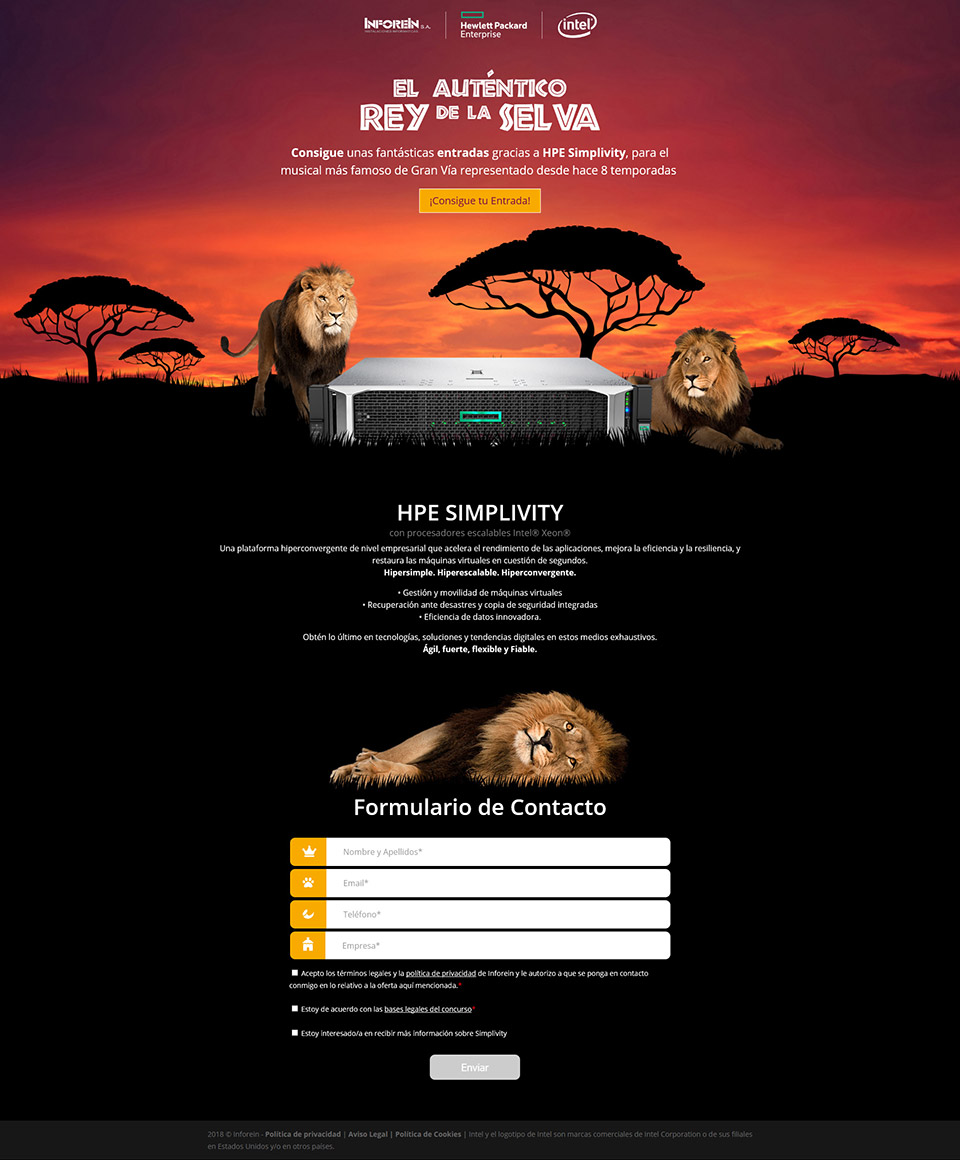 INFOREIN S.A.
INSTALACIONES INFORMÁTICAS
Hewlett Packard
Enterprise
intel
EL AUTÉNTICO
REY DE LA SELVA
Consigue unas fantásticas entradas gracias a HPE Simplivity, para el
musical más famoso de Gran Vía representado desde hace 8 temporadas
¡Consigue tu Entrada!
HPE SIMPLIVITY
con procesadores escalables Intel® Xeon®
Una plataforma hiperconvergente de nivel empresarial que acelera el rendimiento de las aplicaciones, mejora la eficiencia y la resiliencia, y
restaura las máquinas virtuales en cuestión de segundos.
Hipersimple. Hiperescalable. Hiperconvergente.
• Gestión y movilidad de máquinas virtuales
• Recuperación ante desastres y copia de seguridad integradas
• Eficiencia de datos innovadora.
Obtén lo último en tecnologías, soluciones y tendencias digitales en estos medios exhaustivos.
Ágil, fuerte, flexible y Fiable.
Formulario de Contacto
Nombre y Apellidos*
Email*
Teléfono*
Empresa*
Acepto los términos legales y la política de privacidad de Inforein y le autorizo a que se ponga en contacto
conmigo en lo relativo a la oferta aquí mencionada.*
Estoy de acuerdo con las bases legales del concurso*
Estoy interesado/a en recibir más información sobre Simplivity
Enviar
2018 © Inforein - Política de privacidad | Aviso Legal | Política de Cookies | Intel y el logotipo de Intel son marcas comerciales de Intel Corporation o de sus filiales
en Estados Unidos y/o en otros países.